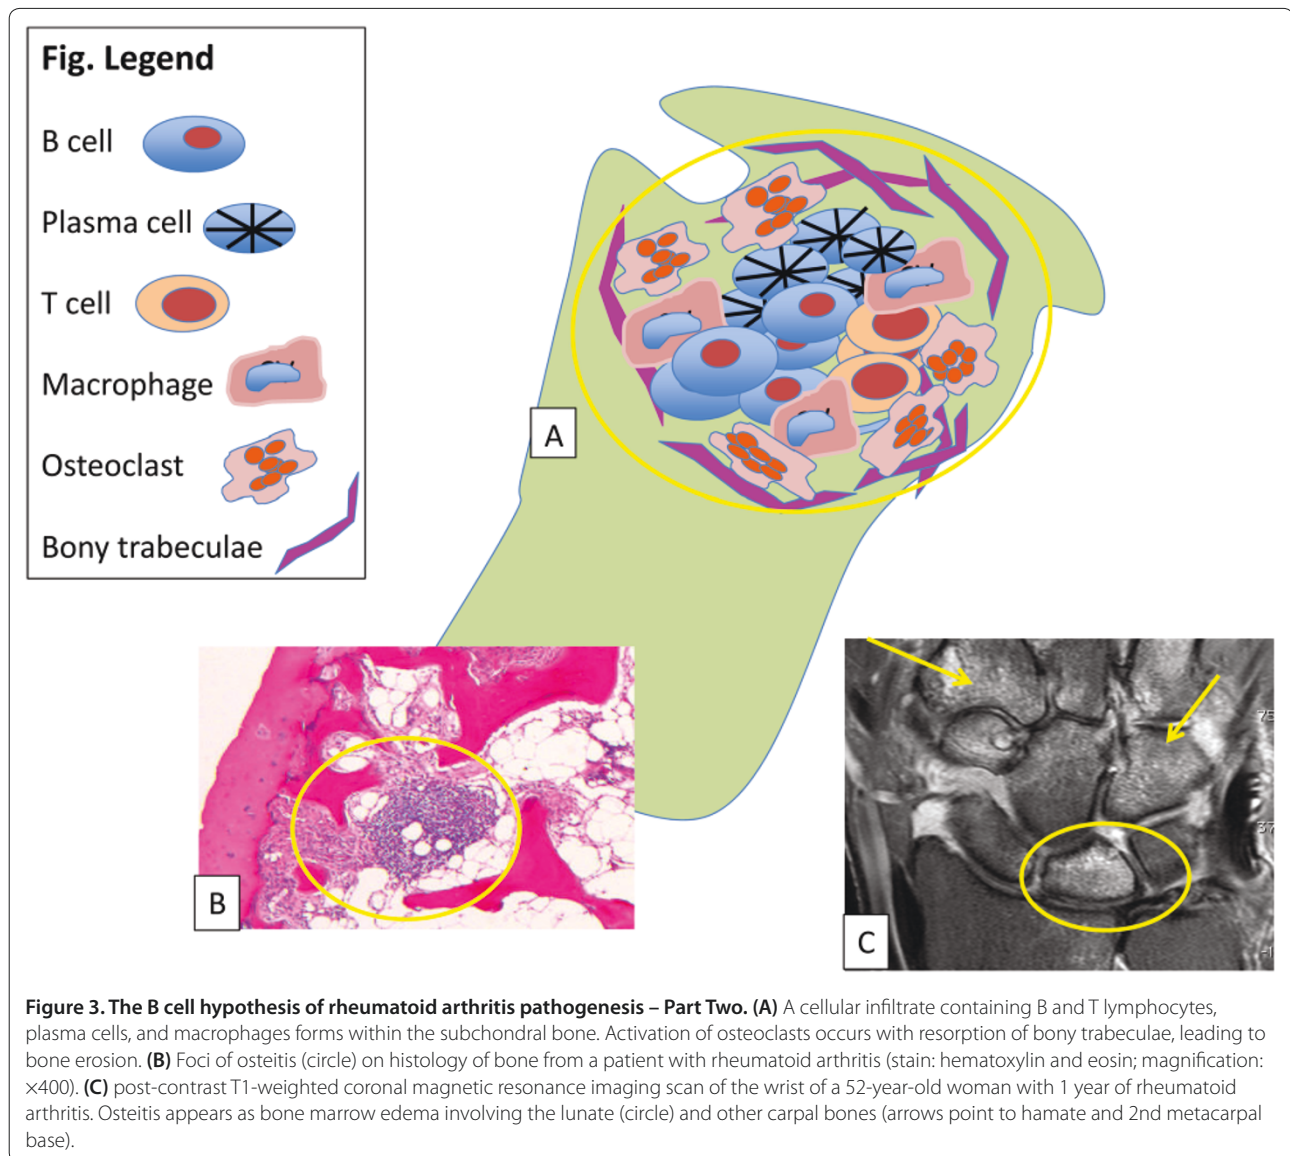 Fig. Legend
B cell
Plasma cell
T cell
Macrophage
Osteoclast
Bony trabeculae
A
B
C
75
37
-1
Figure 3. The B cell hypothesis of rheumatoid arthritis pathogenesis – Part Two. (A) A cellular infiltrate containing B and T lymphocytes,
plasma cells, and macrophages forms within the subchondral bone. Activation of osteoclasts occurs with resorption of bony trabeculae, leading to
bone erosion. (B) Foci of osteitis (circle) on histology of bone from a patient with rheumatoid arthritis (stain: hematoxylin and eosin; magnification:
×400). (C) post-contrast T1-weighted coronal magnetic resonance imaging scan of the wrist of a 52-year-old woman with 1 year of rheumatoid
arthritis. Osteitis appears as bone marrow edema involving the lunate (circle) and other carpal bones (arrows point to hamate and 2nd metacarpal
base).